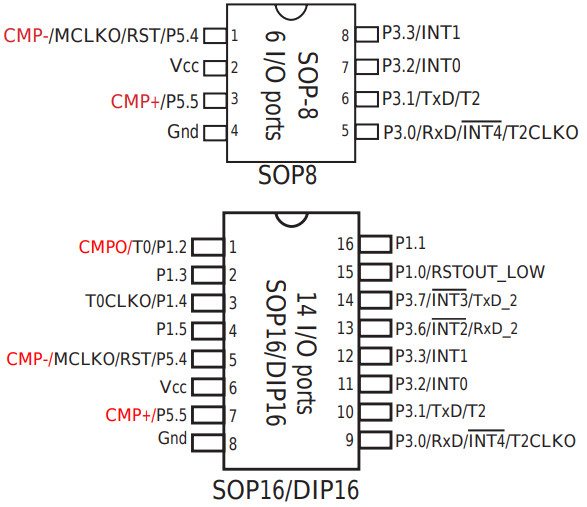 CMP-/MCLKO/RST/P5.4 1
8 P3.3/INT1
Vcc 2
7 P3.2/INT0
CMP+/P5.5 3
6 P3.1/TxD/T2
Gnd 4
5 P3.0/RxD/INT4/T2CLKO
SOP-8
6 I/O ports
SOP8
CMPO/T0/P1.2 1
16 P1.1
P1.3 2
15 P1.0/RSTOUT_LOW
T0CLKO/P1.4 3
14 P3.7/INT3/TxD_2
P1.5 4
13 P3.6/INT2/RxD_2
CMP-/MCLKO/RST/P5.4 5
12 P3.3/INT1
Vcc 6
11 P3.2/INT0
CMP+/P5.5 7
10 P3.1/TxD/T2
Gnd 8
9 P3.0/RxD/INT4/T2CLKO
14 I/O ports
SOP16/DIP16
SOP16/DIP16